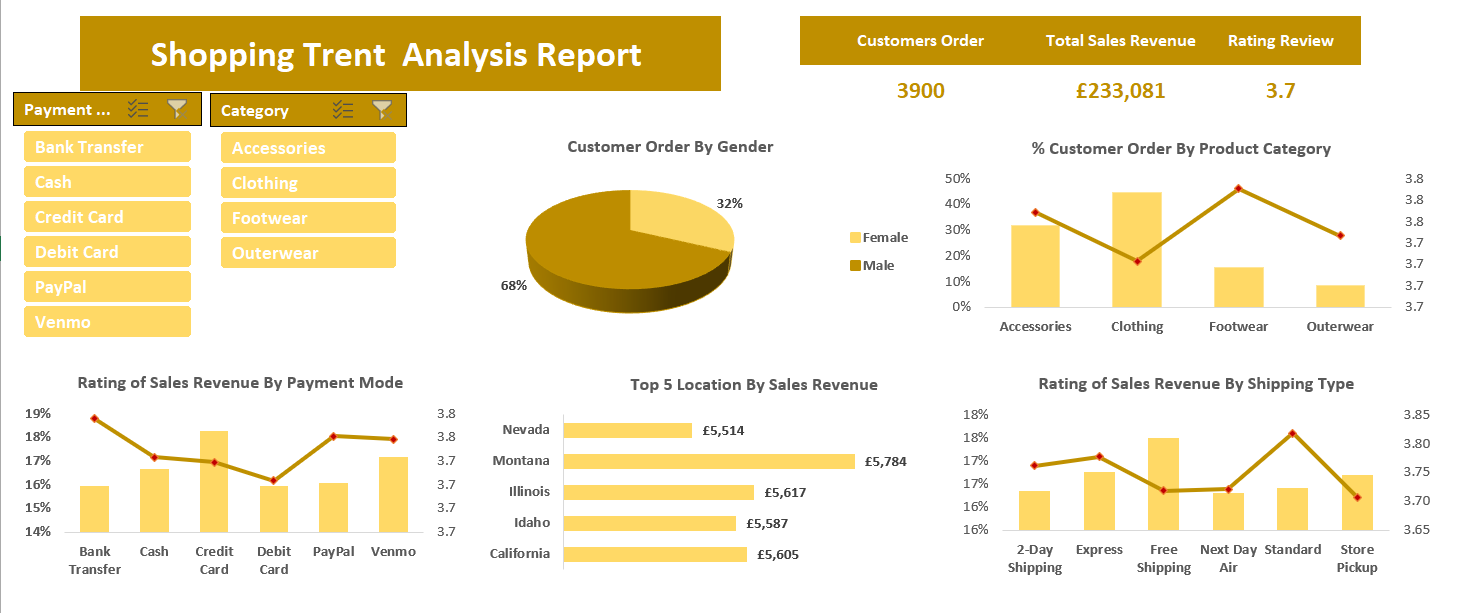 Shopping Trent  Analysis Report
Customers Order
Total Sales Revenue
Rating Review
3900
£233,081
3.7
Payment ...
Bank Transfer
Cash
Credit Card
Debit Card
PayPal
Venmo
Category
Accessories
Clothing
Footwear
Outerwear
Customer Order By Gender
32%
68%
Female
Male
% Customer Order By Product Category
50%
40%
30%
20%
10%
0%
3.8
3.8
3.8
3.7
3.7
3.7
3.7
Accessories
Clothing
Footwear
Outerwear
Rating of Sales Revenue By Payment Mode
19%
18%
17%
16%
15%
14%
3.8
3.8
3.7
3.7
3.7
3.7
Bank
Transfer
Cash
Credit
Card
Debit
Card
PayPal
Venmo
Top 5 Location By Sales Revenue
Nevada
£5,514
Montana
£5,784
Illinois
£5,617
Idaho
£5,587
California
£5,605
Rating of Sales Revenue By Shipping Type
18%
18%
17%
17%
16%
16%
3.85
3.80
3.75
3.70
3.65
2-Day
Shipping
Express
Free
Shipping
Next Day
Air
Standard
Store
Pickup